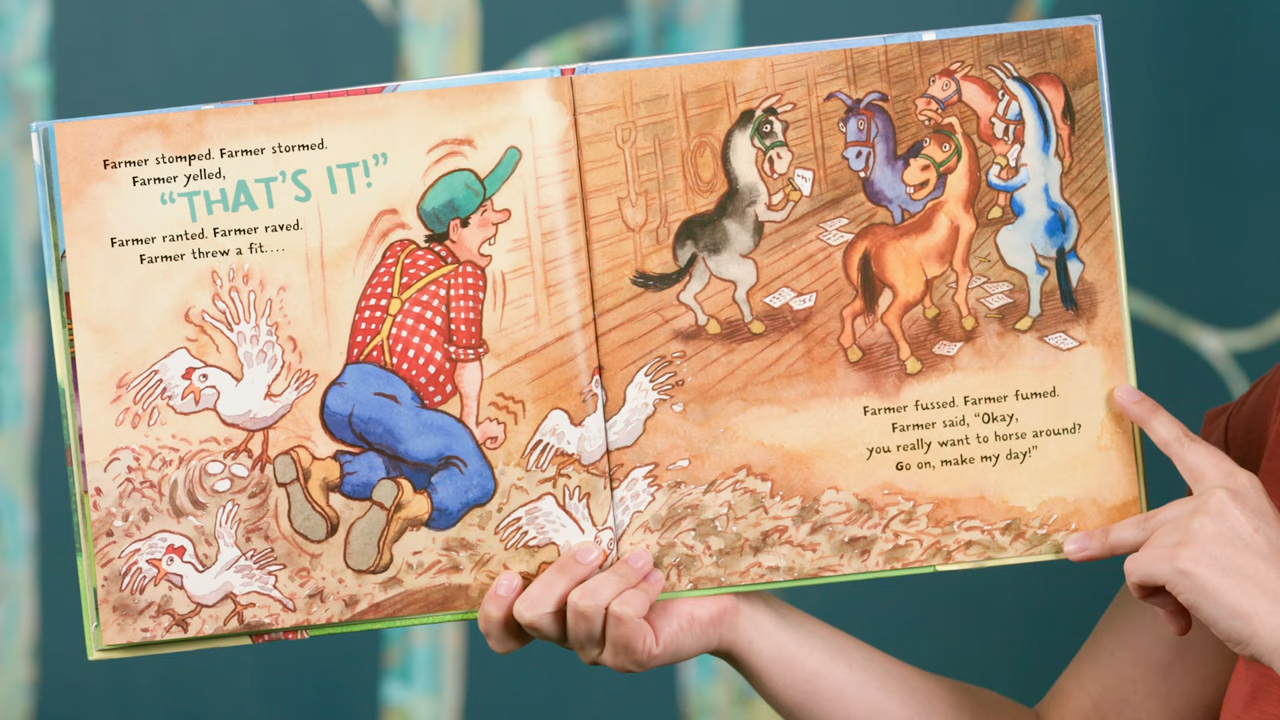 Farmer stomped. Farmer stormed.
Farmer yelled,
“THAT’S IT!”
Farmer ranted. Farmer raved.
Farmer threw a fit....
Farmer fussed. Farmer fumed.
Farmer said, “Okay,
you really want to horse around?
Go on, make my day!”